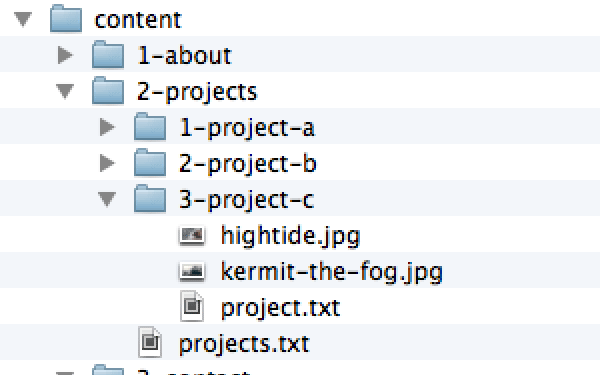 content
1-about
2-projects
1-project-a
2-project-b
3-project-c
hightide.jpg
kermit-the-fog.jpg
project.txt
projects.txt